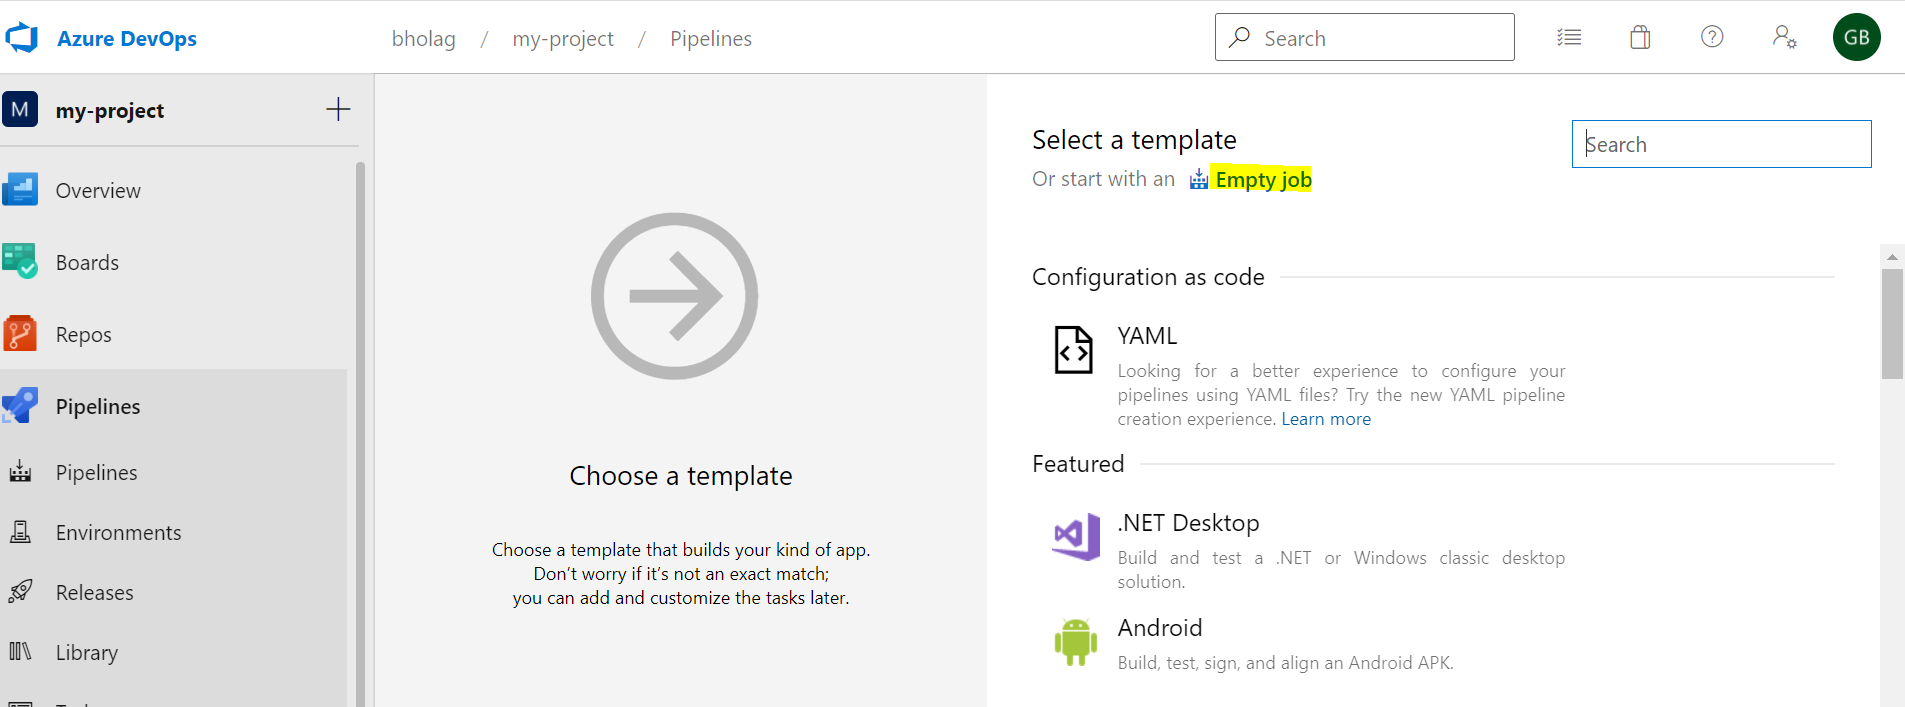 Azure DevOps
bholag / my-project / Pipelines
Search
GB
M my-project
Overview
Boards
Repos
Pipelines
Pipelines
Environments
Releases
Library
Choose a template
Choose a template that builds your kind of app.
Don't worry if it's not an exact match;
you can add and customize the tasks later.
Select a template
Search
Or start with an Empty job
Configuration as code
YAML
Looking for a better experience to configure your
pipelines using YAML files? Try the new YAML pipeline
creation experience. Learn more
Featured
.NET Desktop
Build and test a .NET or Windows classic desktop
solution.
Android
Build, test, sign, and align an Android APK.